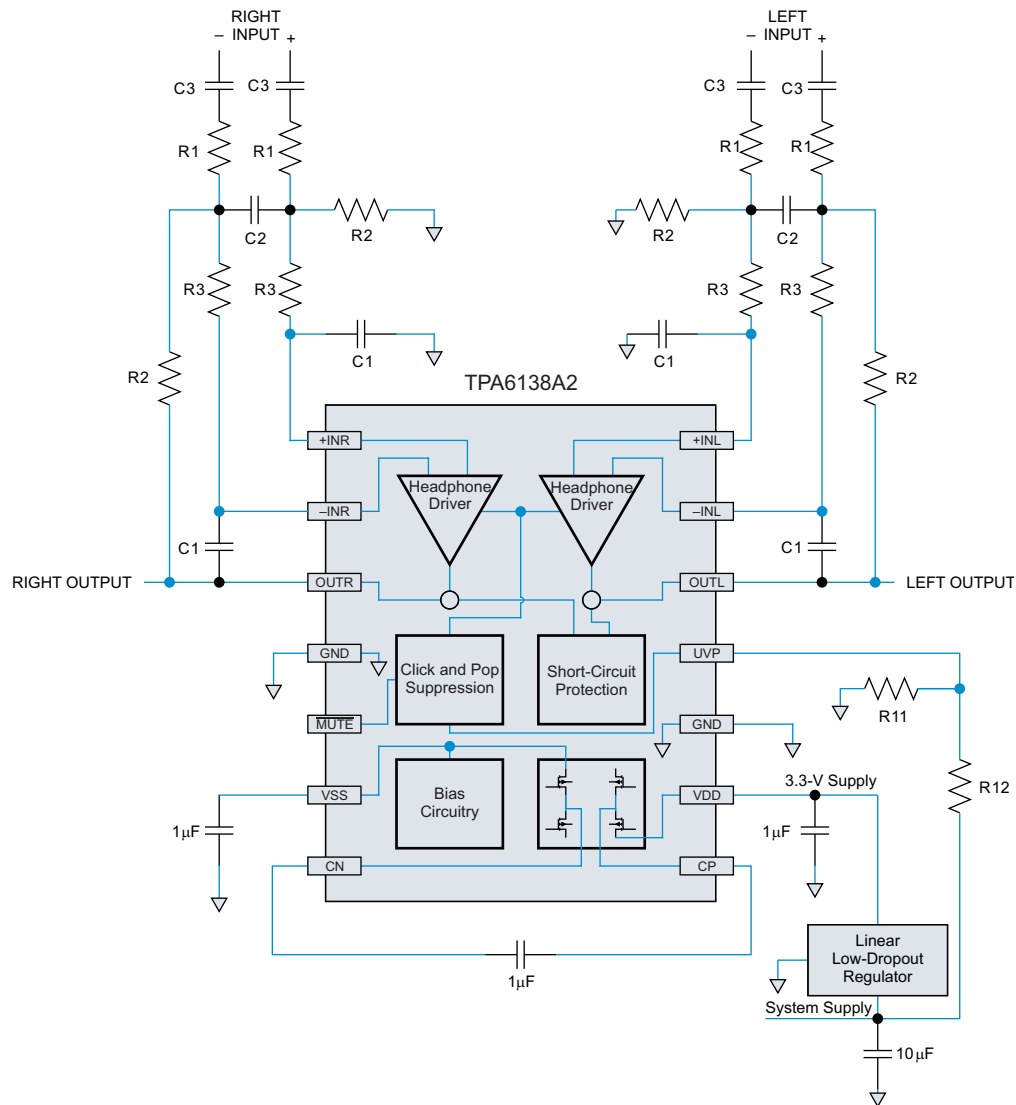 RIGHT
INPUT
– +
LEFT
INPUT
– +
C3
C3
C3
C3
R1
R1
R1
R1
C2
R2
R2
C2
R3
R3
R3
R3
C1
C1
R2
R2
TPA6138A2
+INR
+INL
Headphone
Driver
Headphone
Driver
–INR
–INL
C1
C1
RIGHT OUTPUT
OUTR
OUTL
LEFT OUTPUT
GND
Click and Pop
Suppression
Short-Circuit
Protection
UVP
R11
MUTE
GND
R12
3.3-V Supply
VSS
Bias
Circuitry
VDD
1μF
1μF
CN
CP
1μF
Linear
Low-Dropout
Regulator
System Supply
10μF